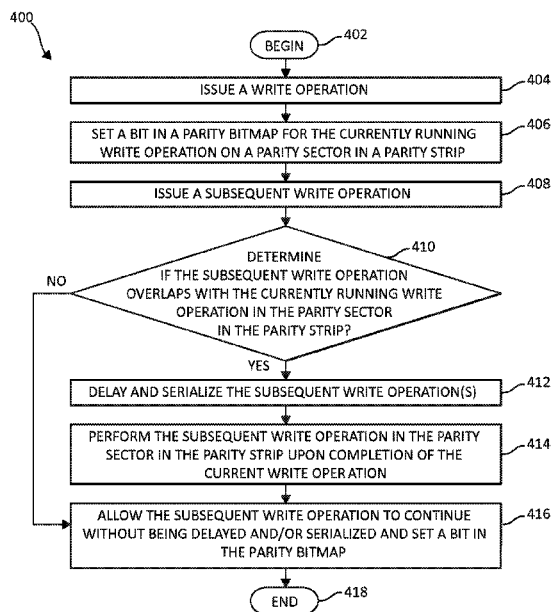 400
BEGIN
402
ISSUE A WRITE OPERATION
404
SET A BIT IN A PARITY BITMAP FOR THE CURRENTLY RUNNING
WRITE OPERATION ON A PARITY SECTOR IN A PARITY STRIP
406
ISSUE A SUBSEQUENT WRITE OPERATION
408
DETERMINE
IF THE SUBSEQUENT WRITE OPERATION
OVERLAPS WITH THE CURRENTLY RUNNING WRITE
OPERATION IN THE PARITY SECTOR
IN THE PARITY STRIP?
410
NO
YES
DELAY AND SERIALIZE THE SUBSEQUENT WRITE OPERATION(S)
412
PERFORM THE SUBSEQUENT WRITE OPERATION IN THE PARITY
SECTOR IN THE PARITY STRIP UPON COMPLETION OF THE
CURRENT WRITE OPERATION
414
ALLOW THE SUBSEQUENT WRITE OPERATION TO CONTINUE
WITHOUT BEING DELAYED AND/OR SERIALIZED AND SET A BIT IN
THE PARITY BITMAP
416
END
418